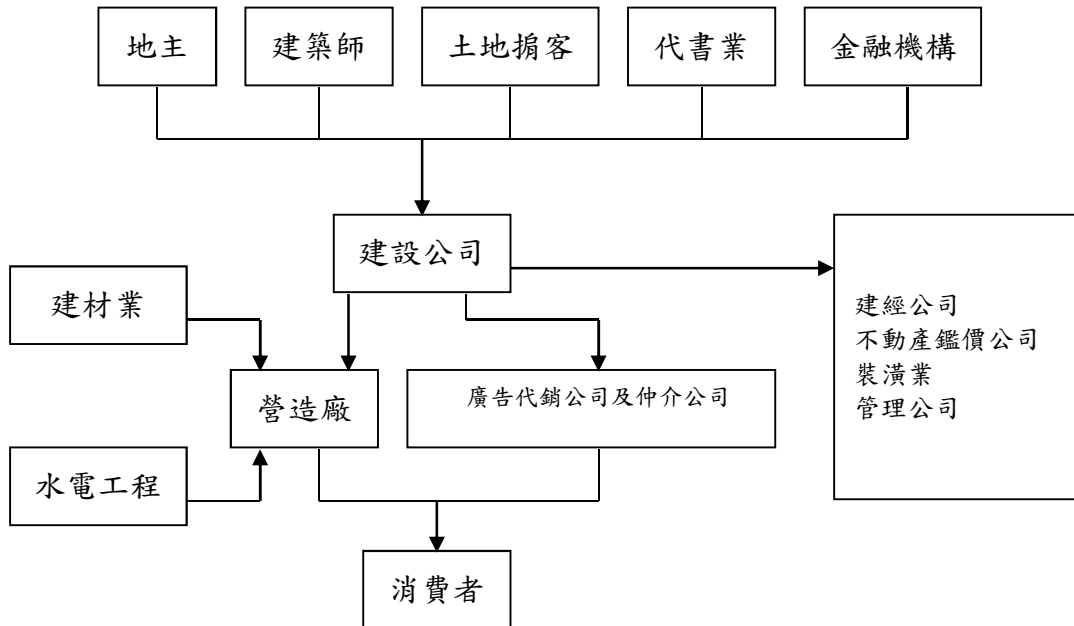 地主
建築師
土地掮客
代書業
金融機構
建設公司
建材業
建經公司
不動產鑑價公司
裝潢業
管理公司
營造廠
廣告代銷公司及仲介公司
水電工程
消費者